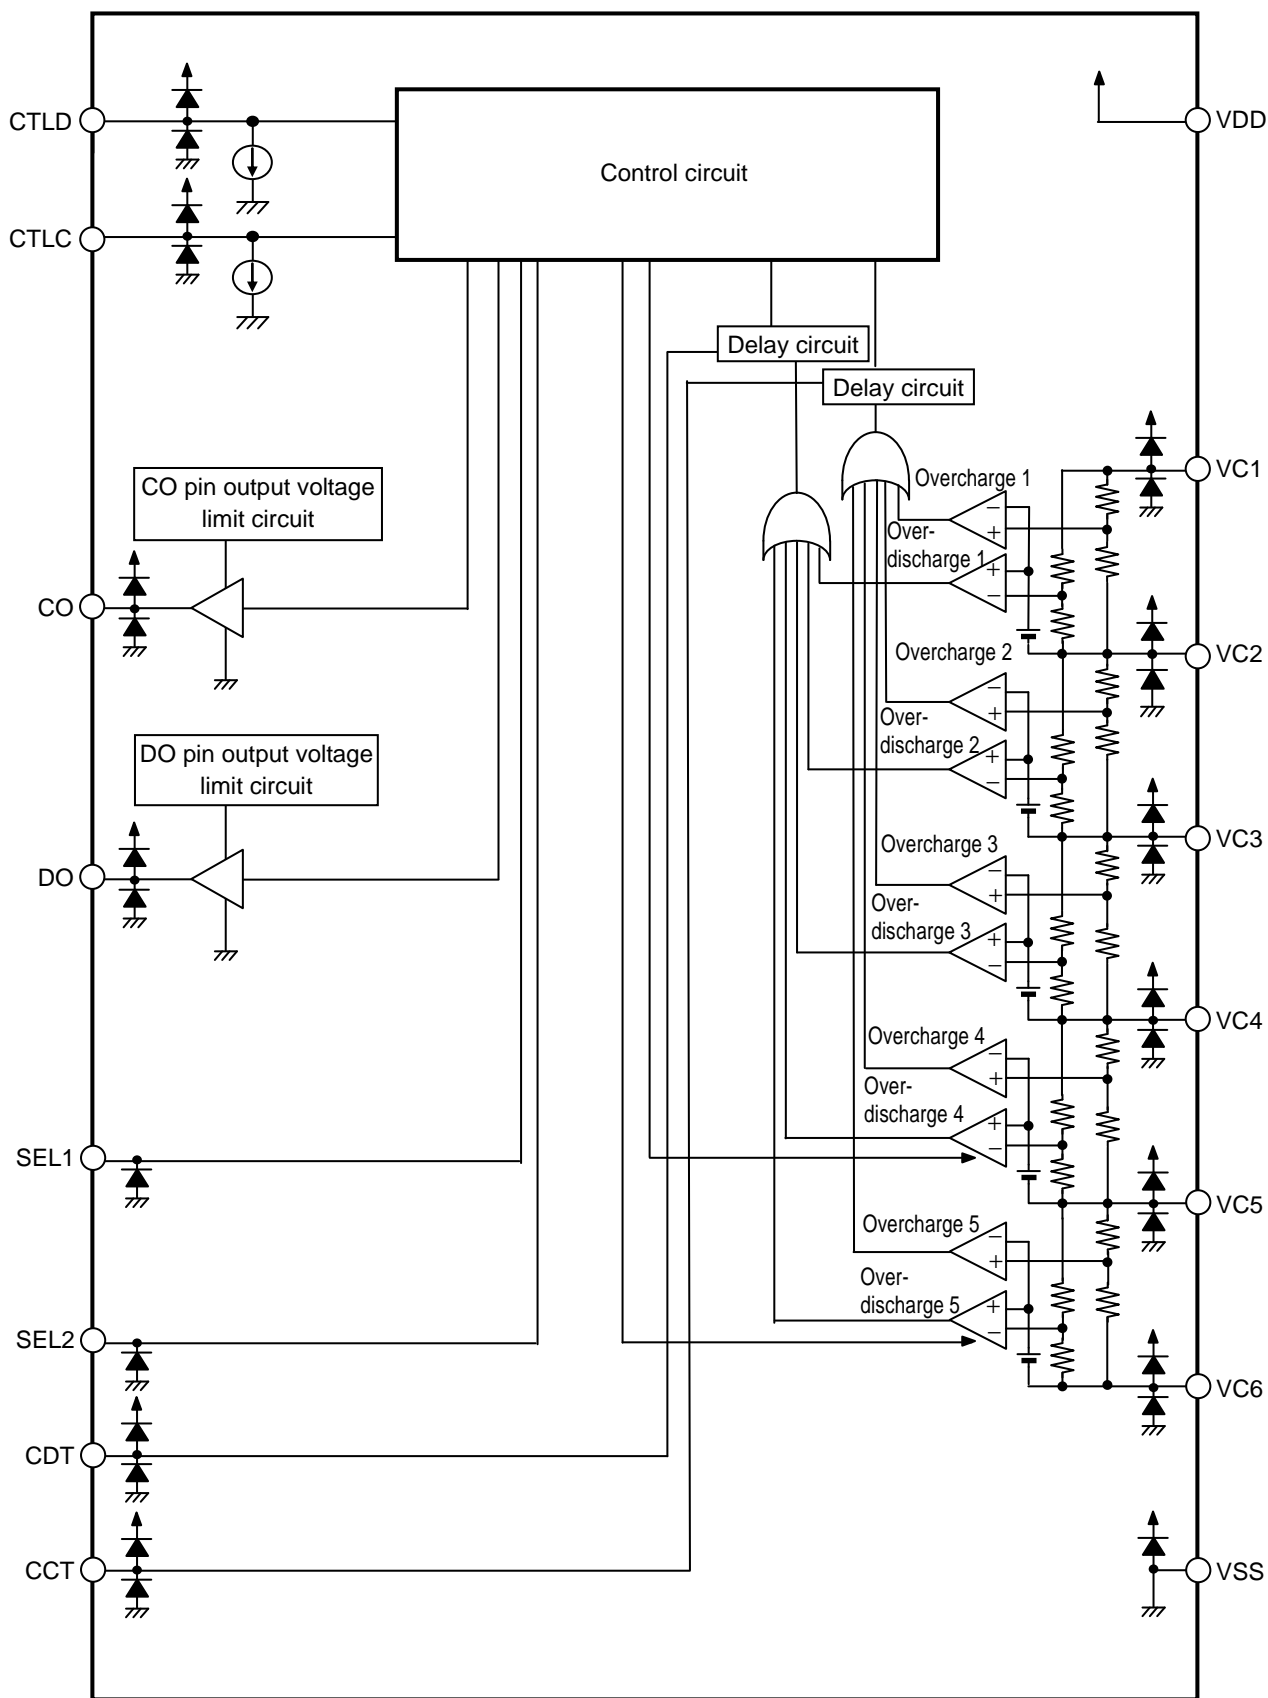 CTLD
VDD
Control circuit
CTLC
Delay circuit
Delay circuit
VC1
CO pin output voltage
limit circuit
Overcharge 1
−
+
Over-
discharge 1
+
−
CO
Overcharge 2
VC2
−
+
Over-
discharge 2
+
−
DO pin output voltage
limit circuit
VC3
Overcharge 3
−
+
DO
Over-
discharge 3
+
−
VC4
Overcharge 4
−
+
Over-
discharge 4
+
−
SEL1
VC5
Overcharge 5
−
+
Over-
discharge 5
+
−
SEL2
VC6
CDT
CCT
VSS